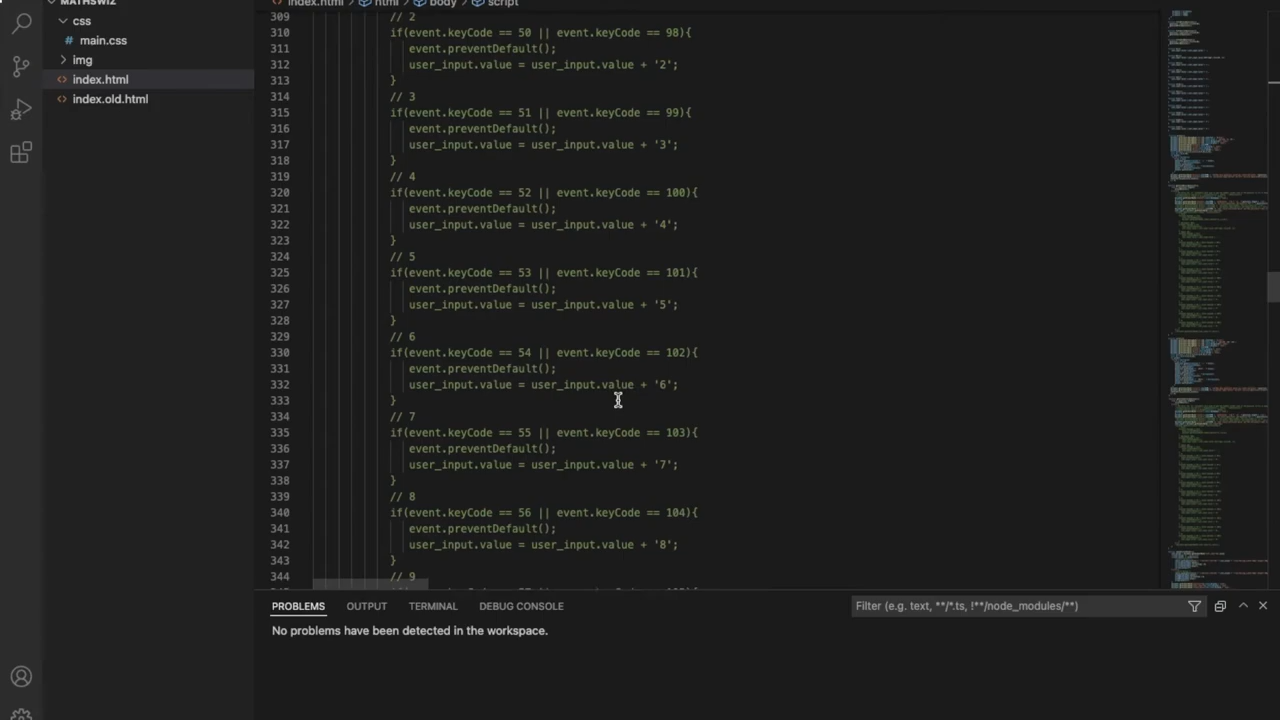 MATHSWIZ
css
# main.css
img
<> index.html
<> index.old.html
index.html > html > body > script
309 // 2
310 if(event.keyCode == 50 || event.keyCode == 98){
311 event.preventDefault();
312 user_input.value = user_input.value + '2';
313 }
314 // 3
315 if(event.keyCode == 51 || event.keyCode == 99){
316 event.preventDefault();
317 user_input.value = user_input.value + '3';
318 }
319 // 4
320 if(event.keyCode == 52 || event.keyCode == 100){
321 event.preventDefault();
322 user_input.value = user_input.value + '4';
323 }
324 // 5
325 if(event.keyCode == 53 || event.keyCode == 101){
326 event.preventDefault();
327 user_input.value = user_input.value + '5';
328 }
329 // 6
330 if(event.keyCode == 54 || event.keyCode == 102){
331 event.preventDefault();
332 user_input.value = user_input.value + '6';
333 }
334 // 7
335 if(event.keyCode == 55 || event.keyCode == 103){
336 event.preventDefault();
337 user_input.value = user_input.value + '7';
338 }
339 // 8
340 if(event.keyCode == 56 || event.keyCode == 104){
341 event.preventDefault();
342 user_input.value = user_input.value + '8';
343 }
344 // 9
PROBLEMS OUTPUT TERMINAL DEBUG CONSOLE Filter (e.g. text, **/*.ts, !**/node_modules/**)
No problems have been detected in the workspace.